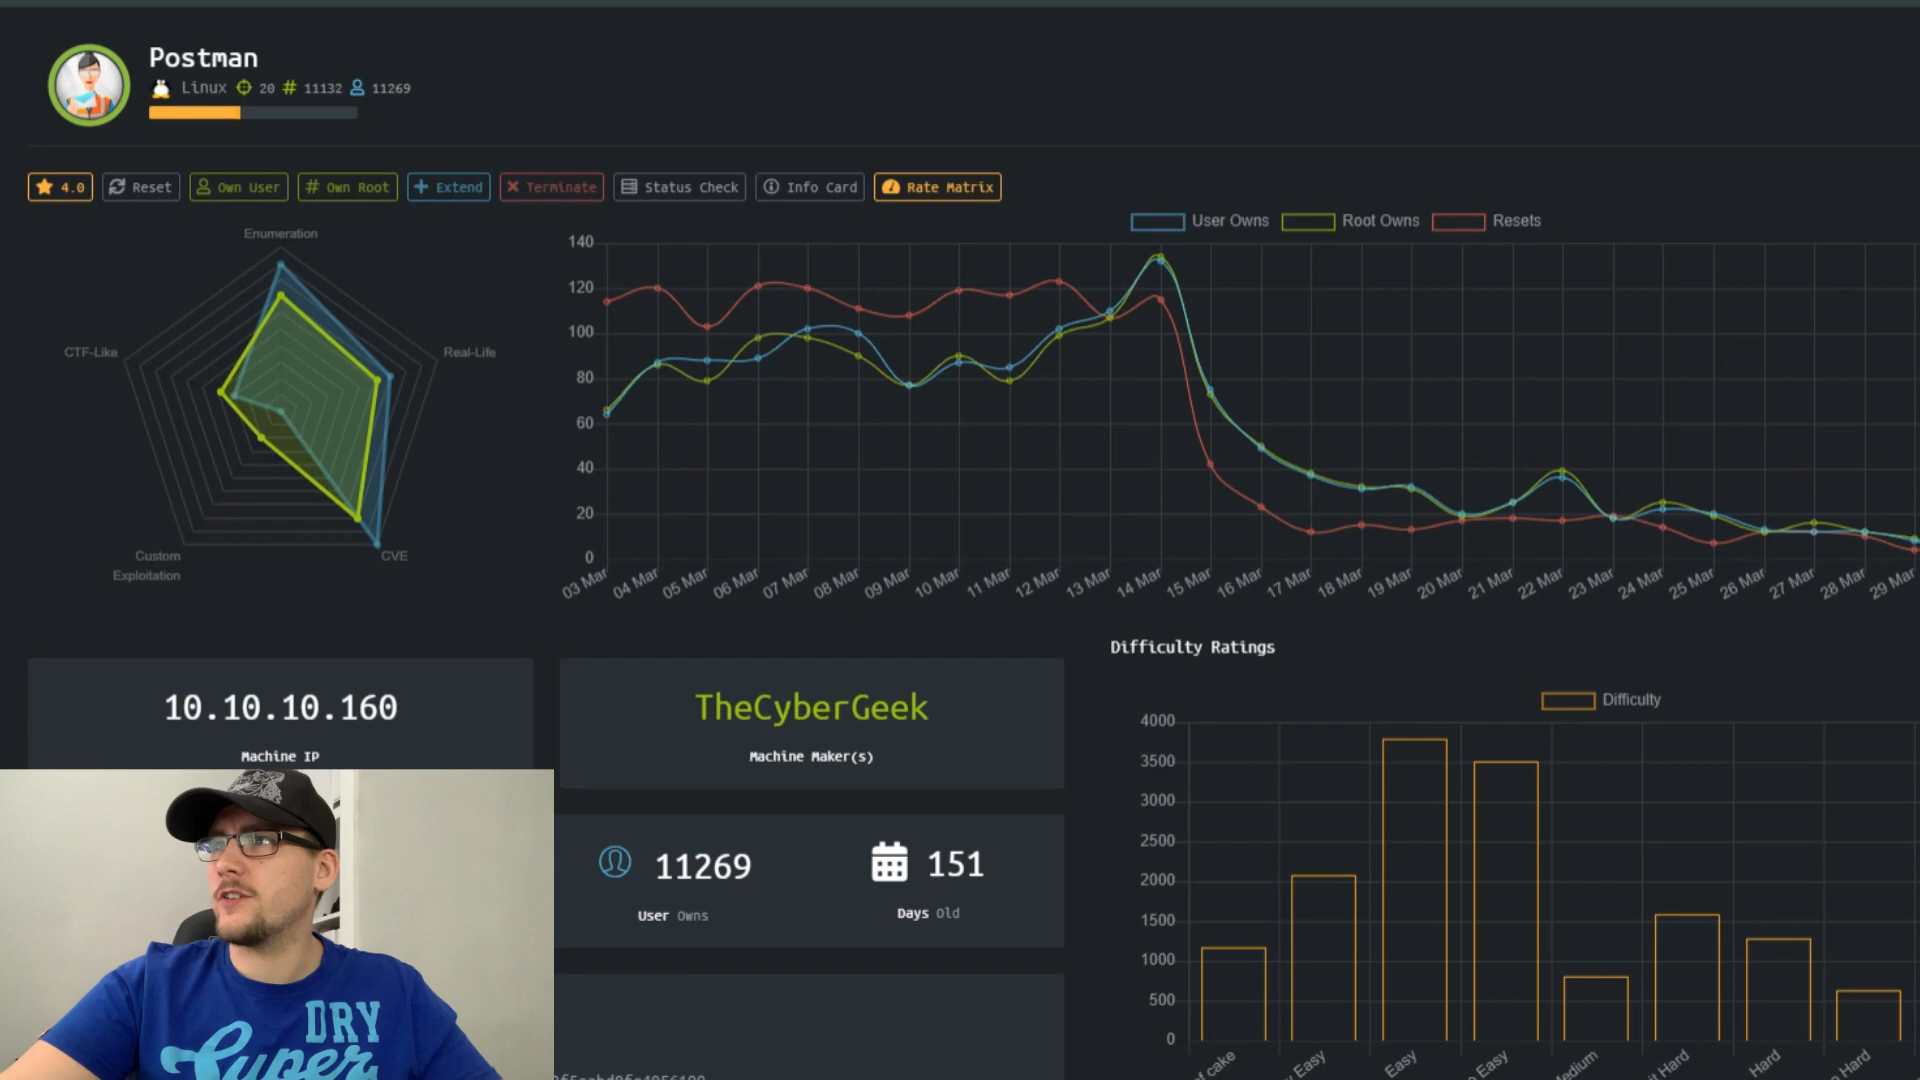 Postman
Linux 20 # 11132 11269
4.0 Reset Own User # Own Root Extend Terminate Status Check Info Card Rate Matrix
Enumeration
Real-Life
CTF-Like
CVE
Custom
Exploitation
User Owns Root Owns Resets
140
120
100
80
60
40
20
0
03 Mar 04 Mar 05 Mar 06 Mar 07 Mar 08 Mar 09 Mar 10 Mar 11 Mar 12 Mar 13 Mar 14 Mar 15 Mar 16 Mar 17 Mar 18 Mar 19 Mar 20 Mar 21 Mar 22 Mar 23 Mar 24 Mar 25 Mar 26 Mar 27 Mar 28 Mar 29 Mar
10.10.10.160
Machine IP
TheCyberGeek
Machine Maker(s)
11269
User Owns
151
Days Old
Difficulty Ratings
Difficulty
4000
3500
3000
2500
2000
1500
1000
500
0
cake Easy Easy Easy Hard Hard Hard
DRY
Super